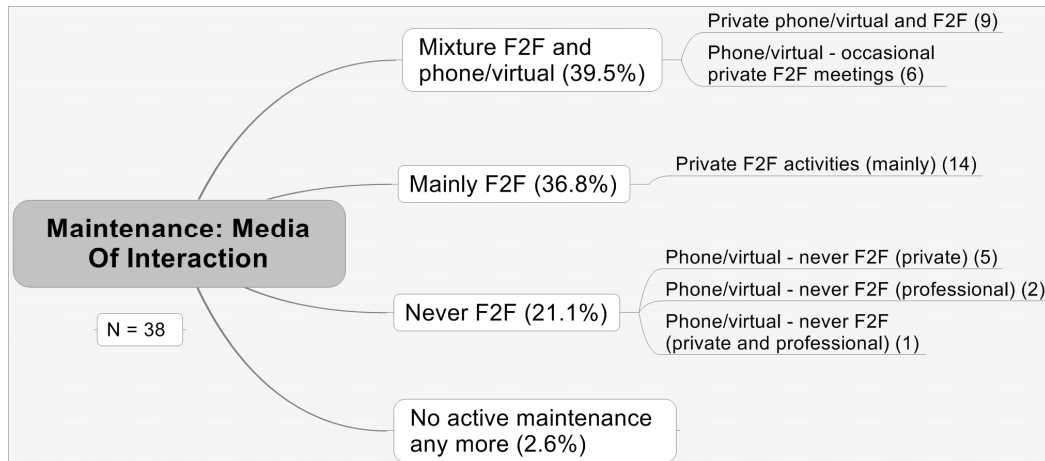 Maintenance: Media
Of Interaction
N = 38
Mixture F2F and
phone/virtual (39.5%)
Private phone/virtual and F2F (9)
Phone/virtual - occasional
private F2F meetings (6)
Mainly F2F (36.8%)
Private F2F activities (mainly) (14)
Never F2F (21.1%)
Phone/virtual - never F2F (private) (5)
Phone/virtual - never F2F (professional) (2)
Phone/virtual - never F2F
(private and professional) (1)
No active maintenance
any more (2.6%)